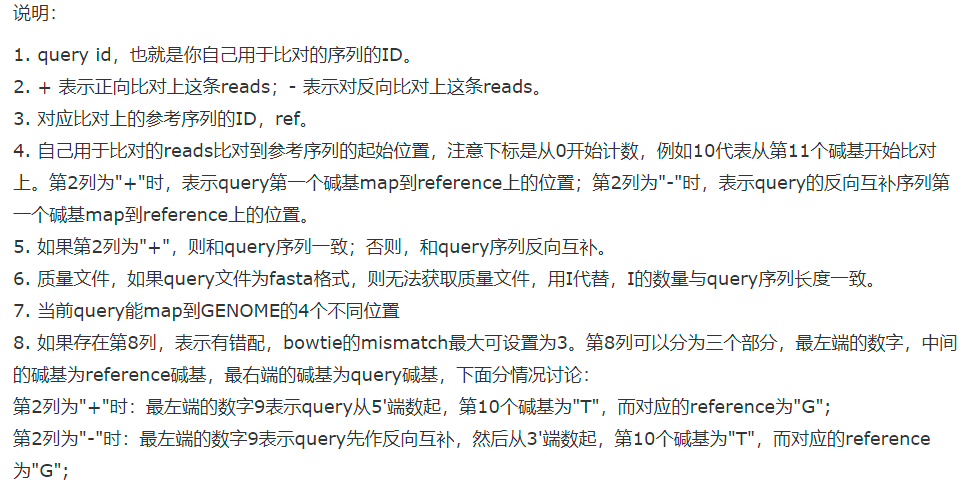 说明：
1. query id，也就是你自己用于比对的序列的ID。
2. + 表示正向比对上这条reads；- 表示对反向比对上这条reads。
3. 对应比对上的参考序列的ID，ref。
4. 自己用于比对的reads比对到参考序列的起始位置，注意下标是从0开始计数，例如10代表从第11个碱基开始比对
上。第2列为"+"时，表示query第一个碱基map到reference上的位置；第2列为"-"时，表示query的反向互补序列第
一个碱基map到reference上的位置。
5. 如果第2列为"+"，则和query序列一致；否则，和query序列反向互补。
6. 质量文件，如果query文件为fasta格式，则无法获取质量文件，用I代替，I的数量与query序列长度一致。
7. 当前query能map到GENOME的4个不同位置
8. 如果存在第8列，表示有错配，bowtie的mismatch最大可设置为3。第8列可以分为三个部分，最左端的数字，中间
的碱基为reference碱基，最右端的碱基为query碱基，下面分情况讨论：
第2列为"+"时：最左端的数字9表示query从5'端数起，第10个碱基为"T"，而对应的reference为"G"；
第2列为"-"时：最左端的数字9表示query先作反向互补，然后从3'端数起，第10个碱基为"T"，而对应的reference
为"G"；